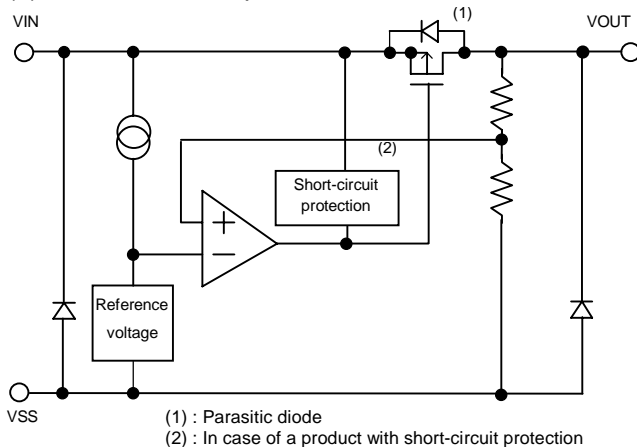 (1)
VIN
VOUT
(2)
Short-circuit
protection
+
−
Reference
voltage
VSS
(1) : Parasitic diode
(2) : In case of a product with short-circuit protection